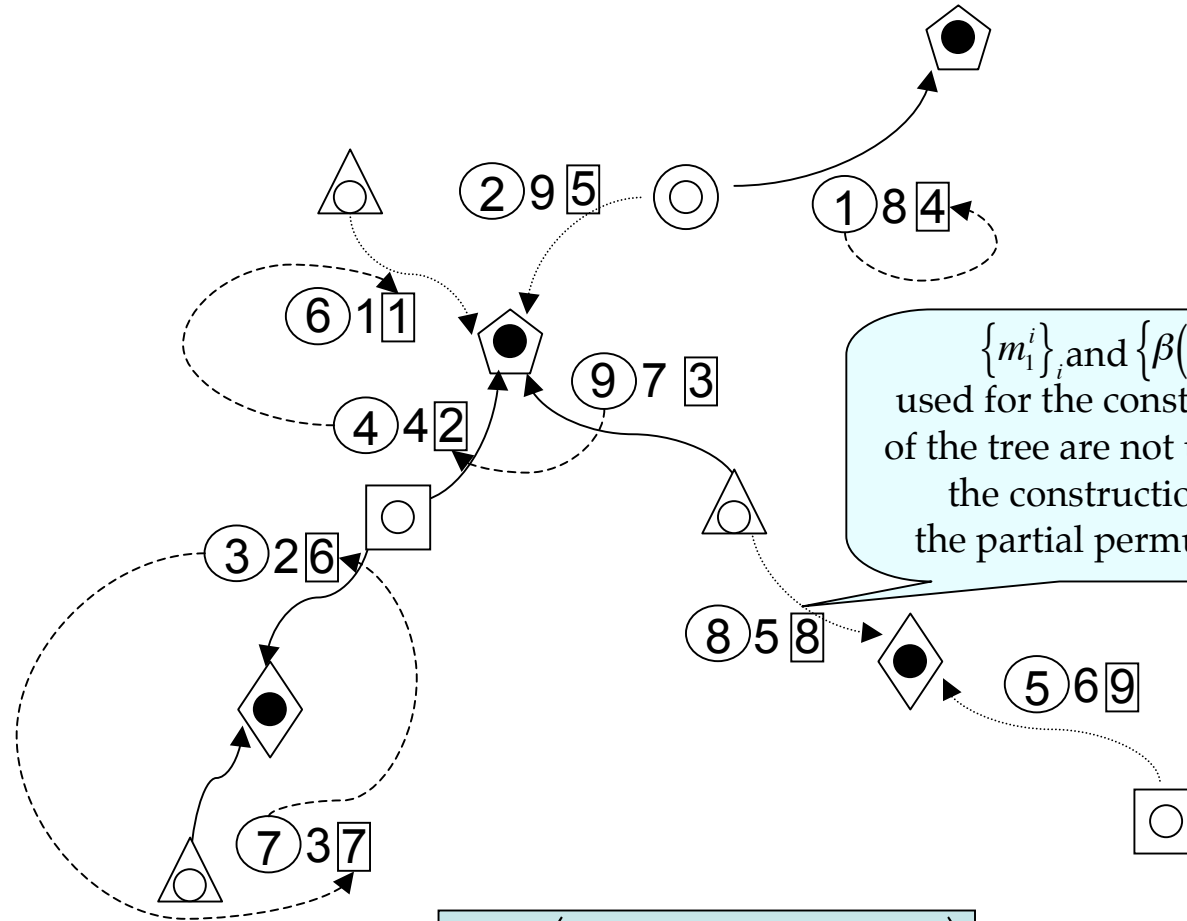 2 9 5
1 8 4
6 1 1
9 7 3
4 4 2
{m₁ⁱ}ᵢ and {β(
used for the const
of the tree are not
the constructio
the partial permu
3 2 6
8 5 8
5 6 9
7 3 7